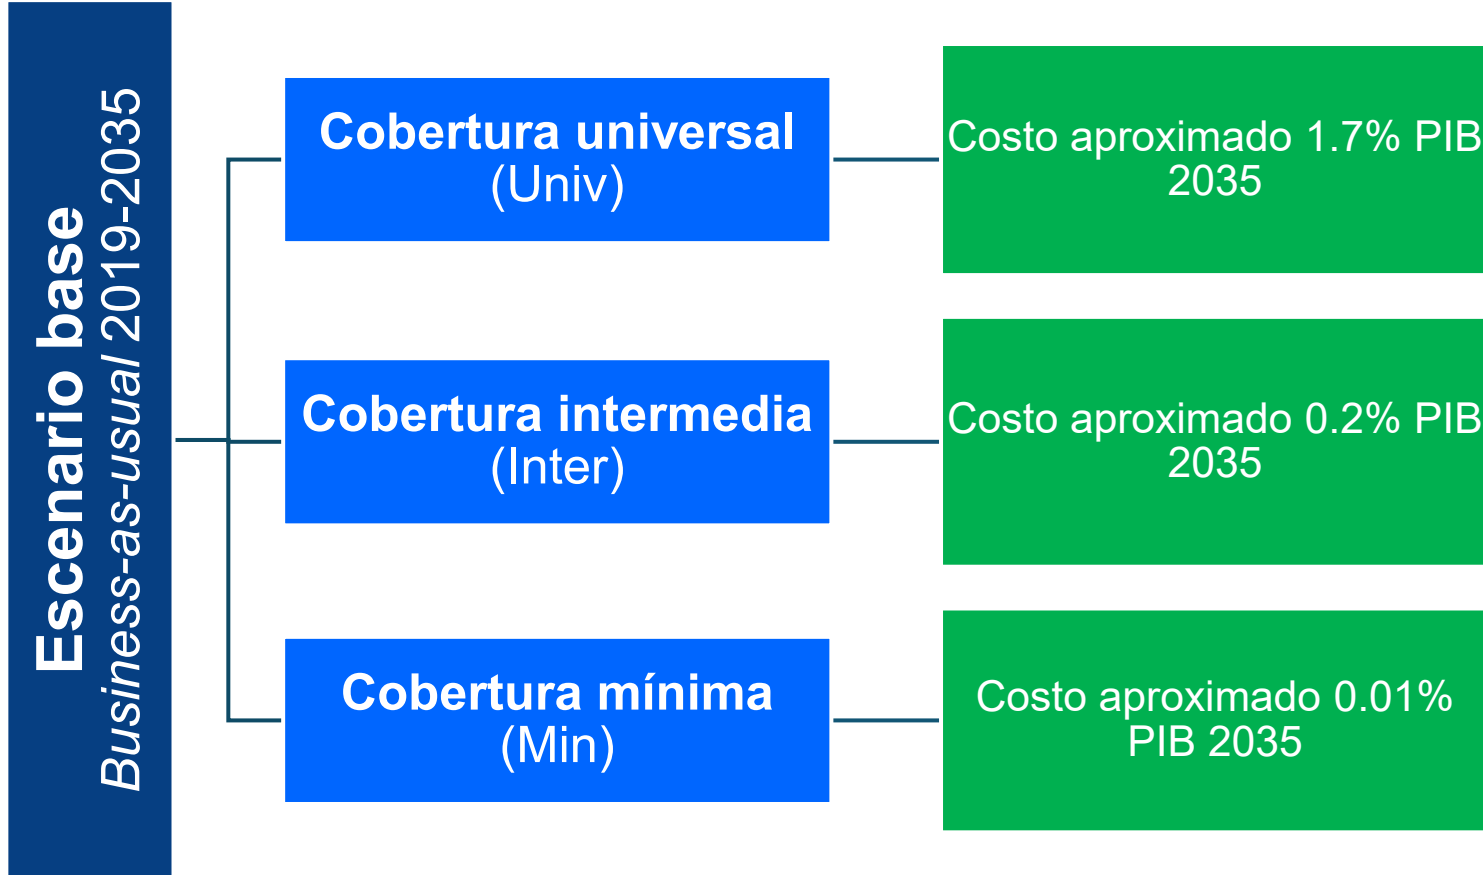 Escenario base
Business-as-usual 2019-2035
Cobertura universal
(Univ)
Costo aproximado 1.7% PIB
2035
Cobertura intermedia
(Inter)
Costo aproximado 0.2% PIB
2035
Cobertura mínima
(Min)
Costo aproximado 0.01%
PIB 2035